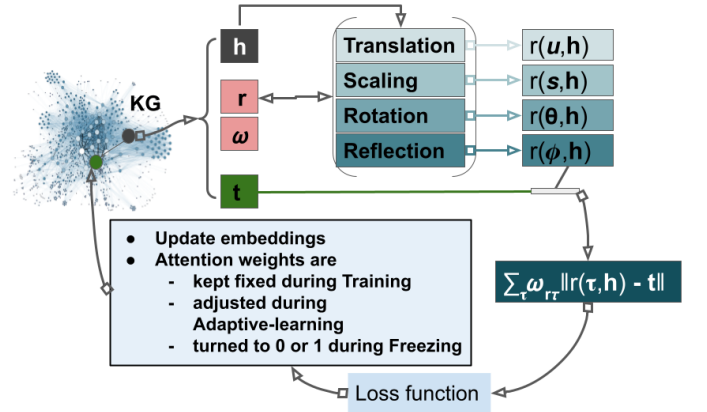 KG
h
r
ω
t
Translation
Scaling
Rotation
Reflection
r(u,h)
r(s,h)
r(θ,h)
r(ϕ,h)
● Update embeddings
● Attention weights are
- kept fixed during Training
- adjusted during
Adaptive-learning
- turned to 0 or 1 during Freezing
∑τωrτ‖r(τ,h) - t‖
Loss function